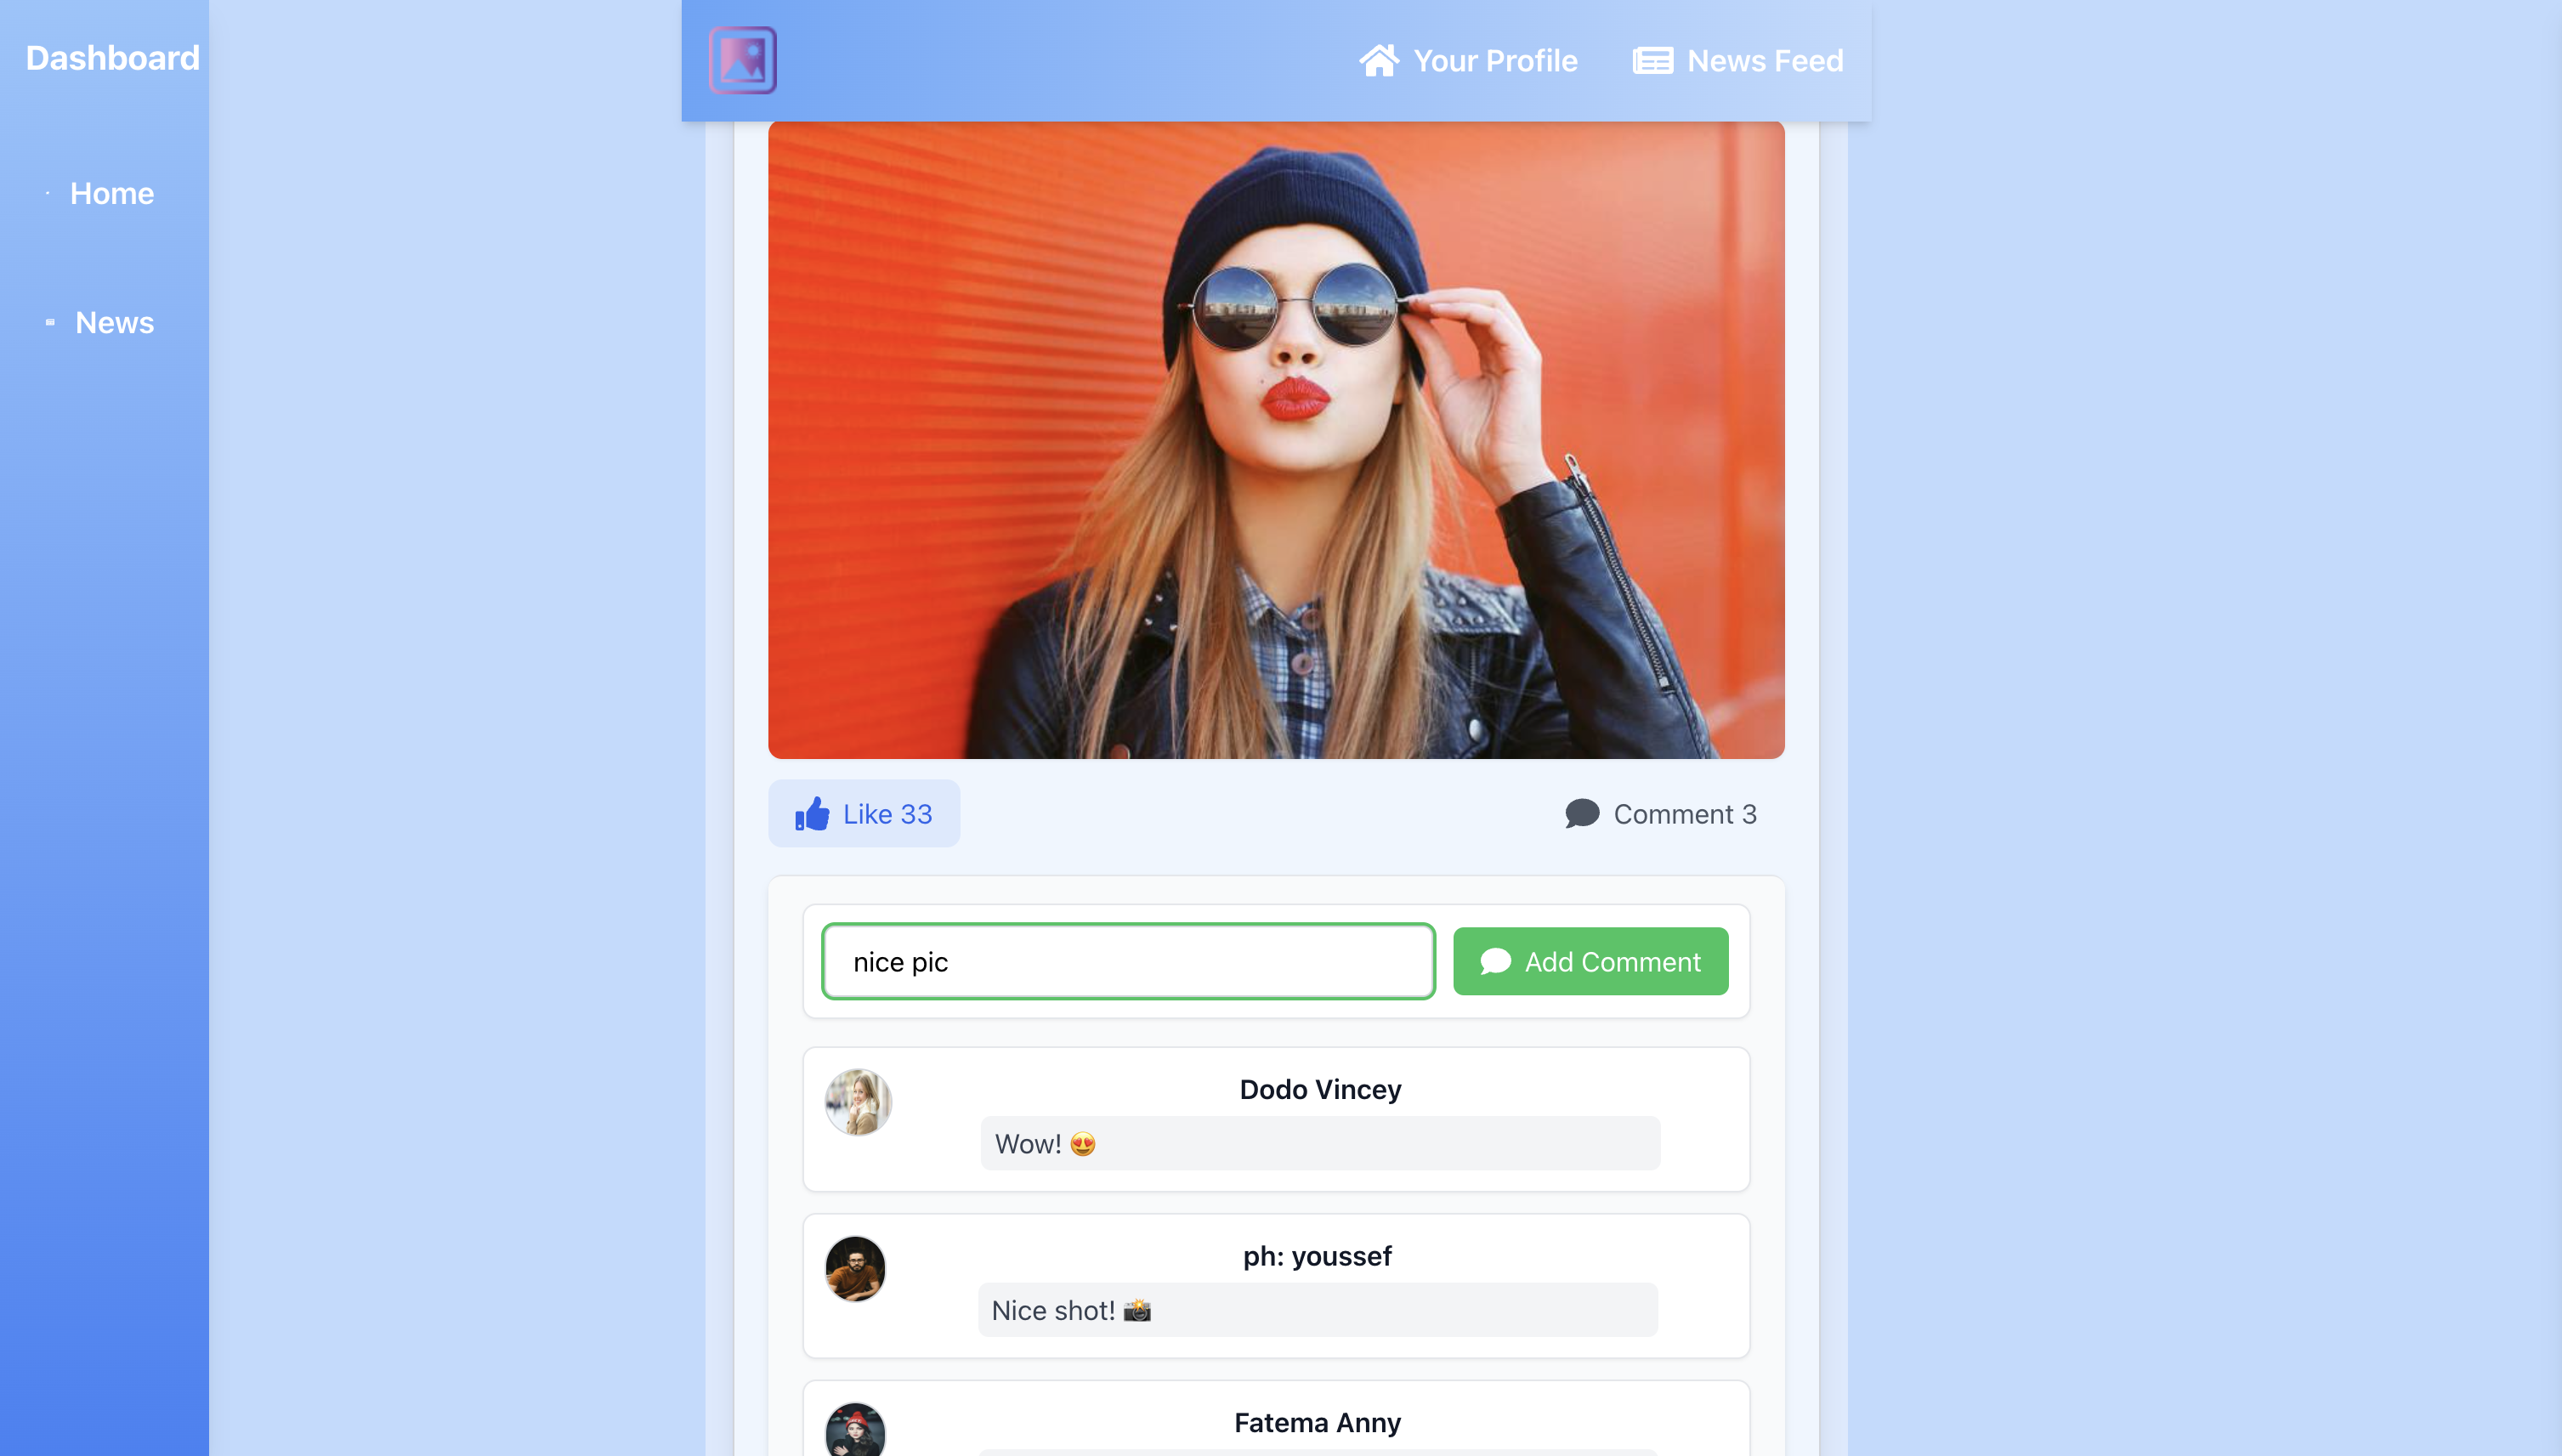 Dashboard
Home
News
Your Profile
News Feed
Like 33
Comment 3
nice pic
Add Comment
Dodo Vincey
Wow! 😍
ph: youssef
Nice shot! 📸
Fatema Anny